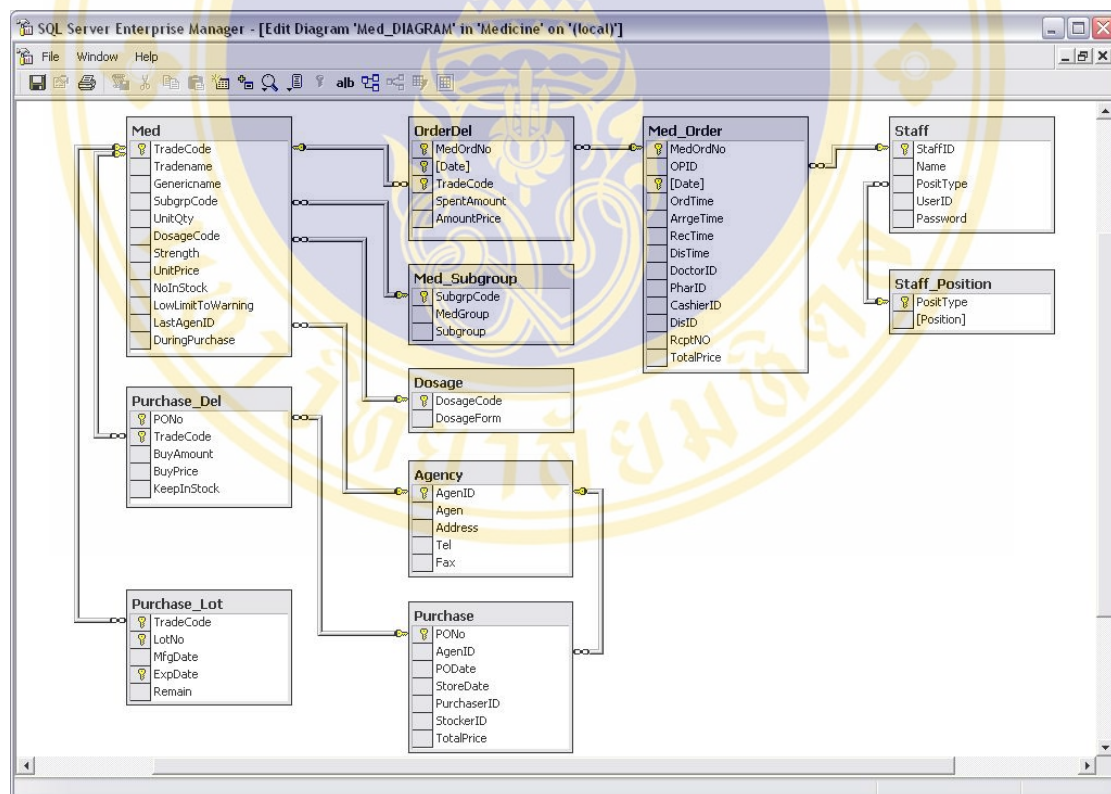 SQL Server Enterprise Manager - [Edit Diagram 'Med_DIAGRAM' in 'Medicine' on '(local)']
File Window Help
a|b
Med
TradeCode
Tradename
Genericname
SubgrpCode
UnitQty
DosageCode
Strength
UnitPrice
NoInStock
LowLimitToWarning
LastAgenID
DuringPurchase
OrderDel
MedOrdNo
[Date]
TradeCode
SpentAmount
AmountPrice
Med_Order
MedOrdNo
OPID
[Date]
OrdTime
ArrgeTime
RecTime
DisTime
DoctorID
PharID
CashierID
DisID
RcptNO
TotalPrice
Staff
StaffID
Name
PositType
UserID
Password
Med_Subgroup
SubgrpCode
MedGroup
Subgroup
Staff_Position
PositType
[Position]
Dosage
DosageCode
DosageForm
Purchase_Del
PONo
TradeCode
BuyAmount
BuyPrice
KeepInStock
Agency
AgenID
Agen
Address
Tel
Fax
Purchase_Lot
TradeCode
LotNo
MfgDate
ExpDate
Remain
Purchase
PONo
AgenID
PODate
StoreDate
PurchaserID
StockerID
TotalPrice